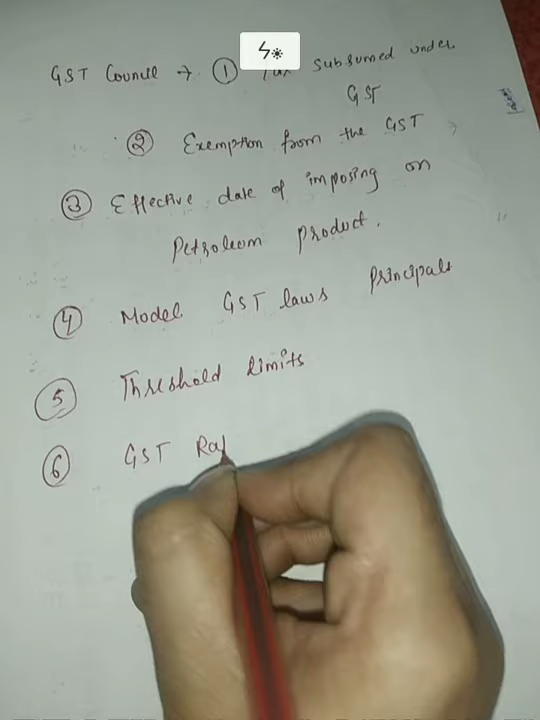 GST Council → ① Tax Subsumed under
GST
② Exemption from the GST
③ Effective date of imposing on
Petroleum Product.
④ Model GST laws Principals
⑤ Threshold limits
⑥ GST Rat